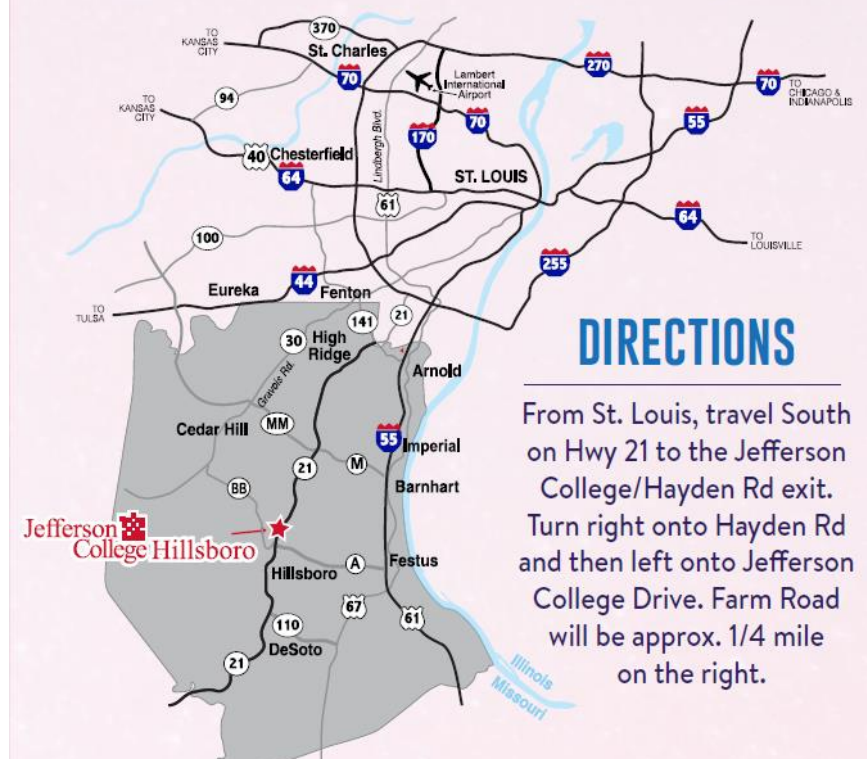 TO
KANSAS
CITY
370
St. Charles
70
Lambert
International
Airport
270
70
TO
CHICAGO &
INDIANAPOLIS
TO
KANSAS
CITY
94
Lindbergh Blvd.
170
70
55
40
Chesterfield
64
ST. LOUIS
61
64
TO
LOUISVILLE
100
255
44
Eureka
Fenton
TO
TULSA
141
21
30
High
Ridge
Arnold
Gravois Rd.
Cedar Hill
MM
55
Imperial
21
M
BB
Barnhart
Jefferson
College Hillsboro
Hillsboro
A
Festus
67
61
110
DeSoto
21
Illinois
Missouri
DIRECTIONS
From St. Louis, travel South
on Hwy 21 to the Jefferson
College/Hayden Rd exit.
Turn right onto Hayden Rd
and then left onto Jefferson
College Drive. Farm Road
will be approx. 1/4 mile
on the right.